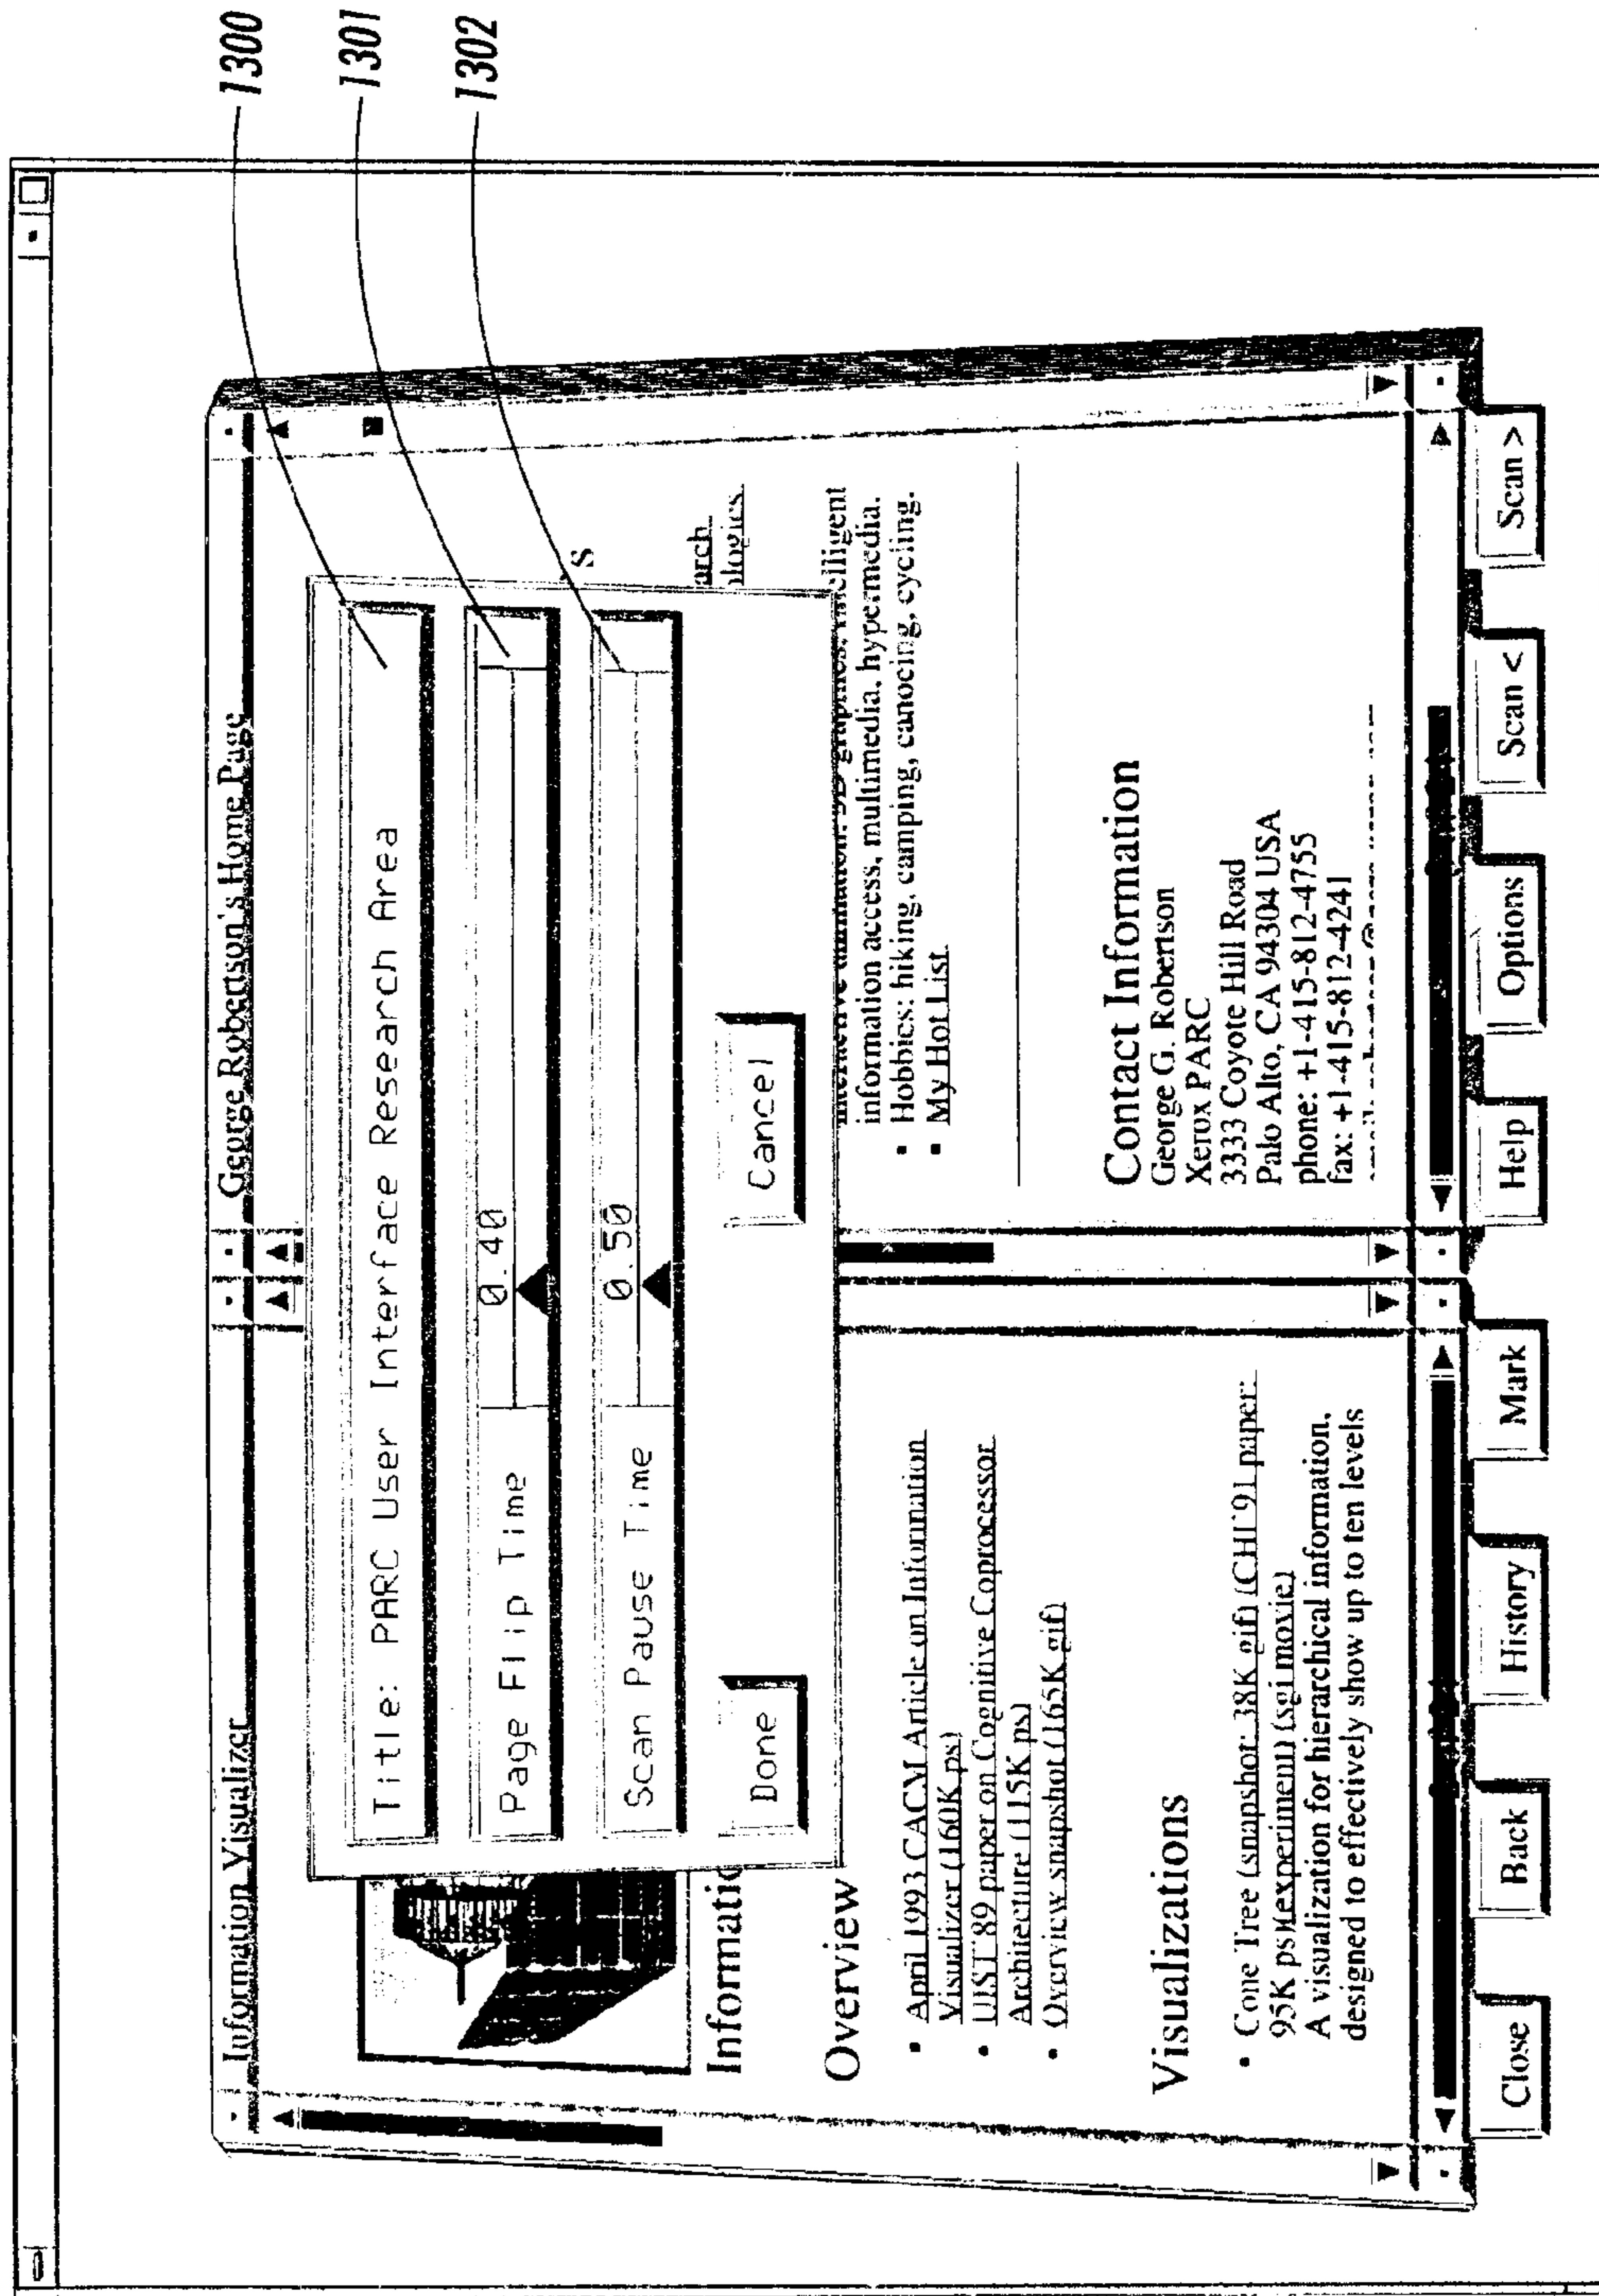 1300
1301
1302
Information Visualizer
George Robertson's Home Page
Title: PARC User Interface Research Area
Page Flip Time
0.40
Scan Pause Time
0.50
Done
Cancel
Overview
• April 1993 CACM Article on Information
Visualizer (160K ps)
• UIST'89 paper on Cognitive Coprocessor
Architecture (115K ps)
• Overview snapshot (165K gif)
Visualizations
• Cone Tree (snapshot: 38K gif) (CHI'91 paper:
95K ps)(experiment) (sgi movie)
A visualization for hierarchical information,
designed to effectively show up to ten levels
s
arch
information access, multimedia, hypermedia.
• Hobbies: hiking, camping, canoeing, cycling.
• My Hot List
Contact Information
George G. Robertson
Xerox PARC
3333 Coyote Hill Road
Palo Alto, CA 94304 USA
phone: +1-415-812-4755
fax: +1-415-812-4241
Close
Back
History
Mark
Help
Options
Scan <
Scan >